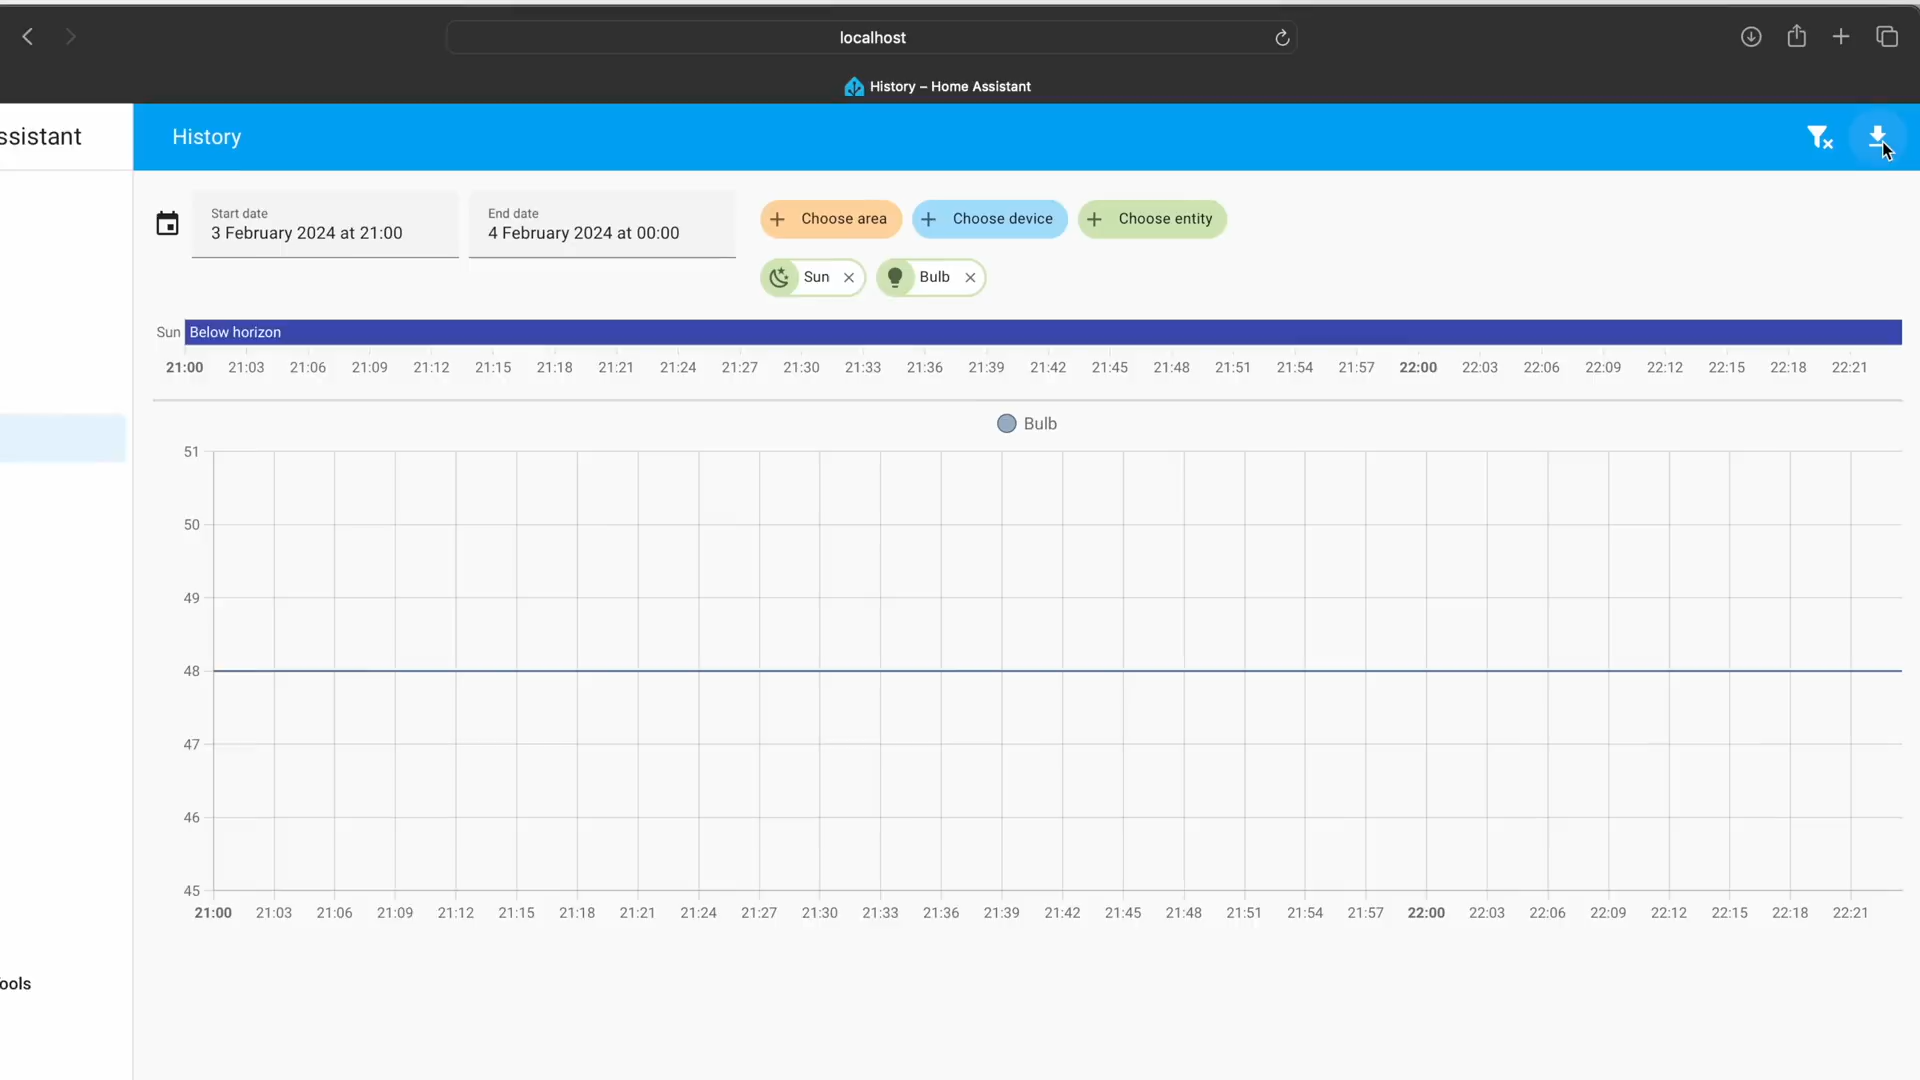 localhost
History – Home Assistant
ssistant
History
Start date
3 February 2024 at 21:00
End date
4 February 2024 at 00:00
Choose area
Choose device
Choose entity
Sun
Bulb
Sun Below horizon
21:00 21:03 21:06 21:09 21:12 21:15 21:18 21:21 21:24 21:27 21:30 21:33 21:36 21:39 21:42 21:45 21:48 21:51 21:54 21:57 22:00 22:03 22:06 22:09 22:12 22:15 22:18 22:21
Bulb
51
50
49
48
47
46
45
21:00 21:03 21:06 21:09 21:12 21:15 21:18 21:21 21:24 21:27 21:30 21:33 21:36 21:39 21:42 21:45 21:48 21:51 21:54 21:57 22:00 22:03 22:06 22:09 22:12 22:15 22:18 22:21
ools